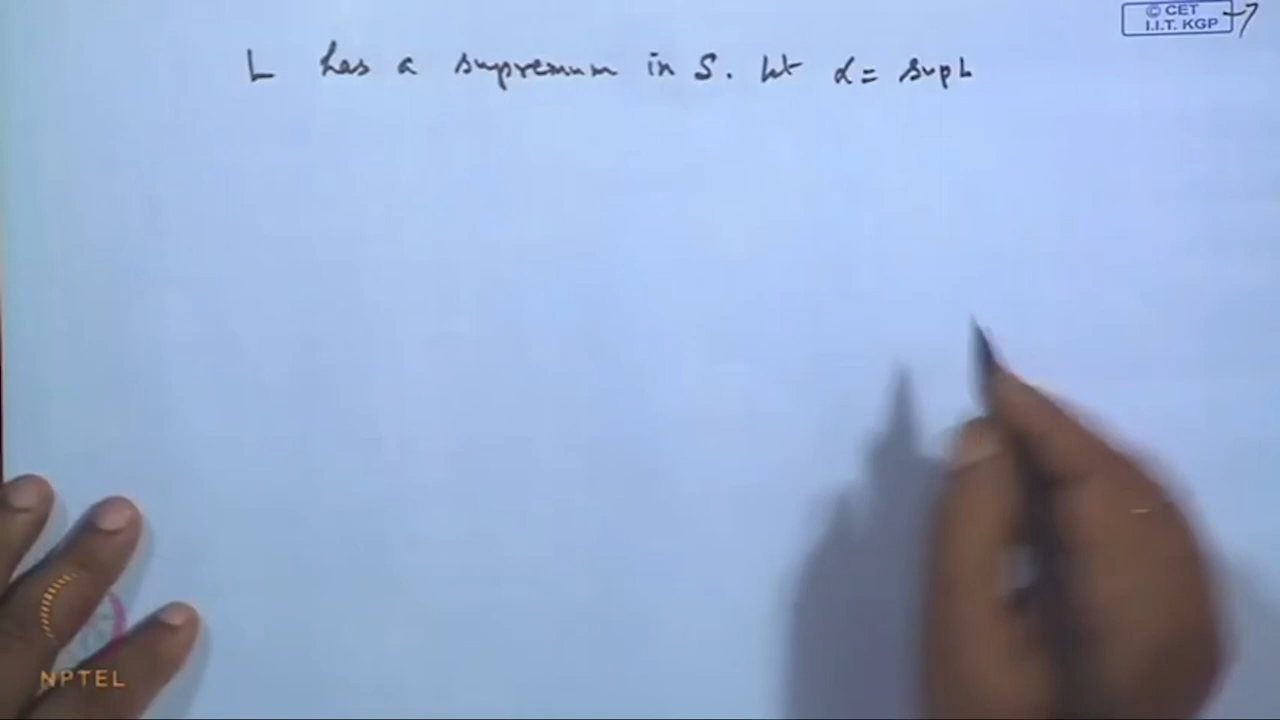 © CET
I.I.T. KGP
L has a supremum in S. Let α = sup L
NPTEL